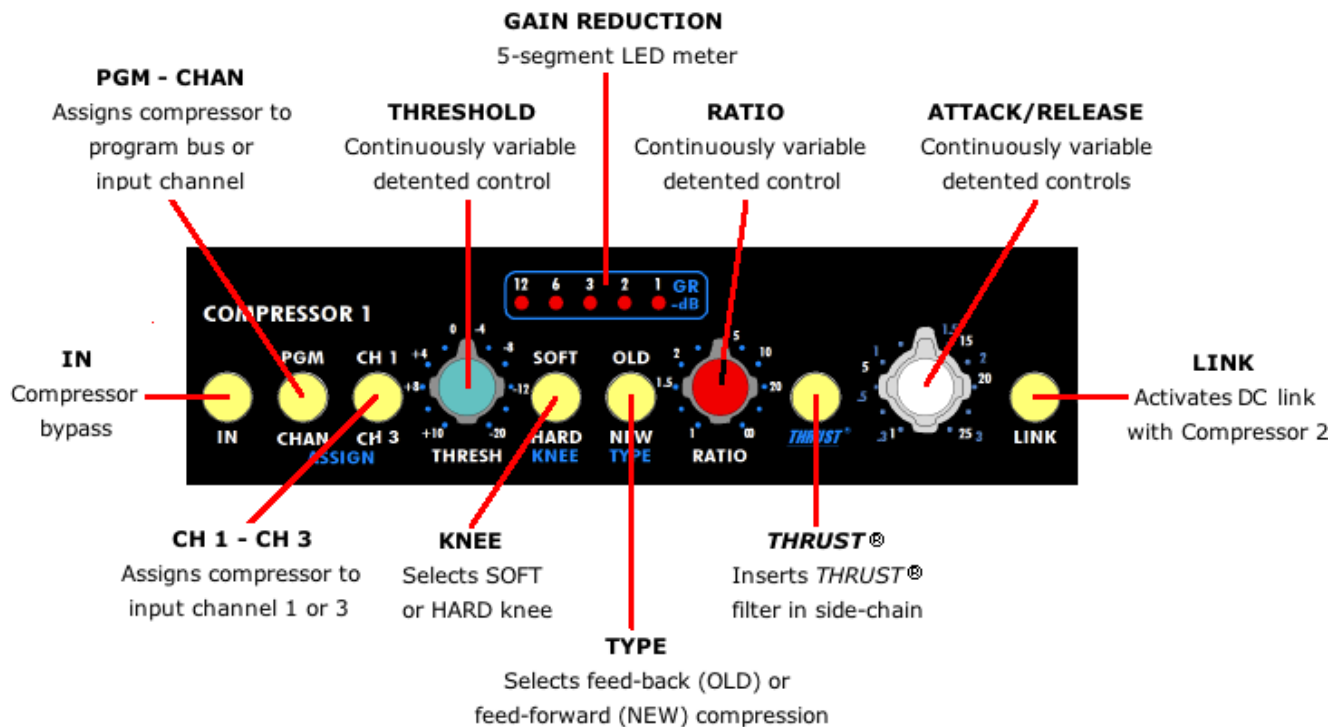 GAIN REDUCTION
5-segment LED meter
PGM - CHAN
Assigns compressor to
program bus or
input channel
THRESHOLD
Continuously variable
detented control
RATIO
Continuously variable
detented control
ATTACK/RELEASE
Continuously variable
detented controls
12 6 3 2 1 GR
-dB
COMPRESSOR 1
PGM CH 1
IN
CHAN CH 3
ASSIGN
0 -4
+4 -8
+8 -12
+10 -20
THRESH
SOFT
HARD
KNEE
OLD
NEW
TYPE
5
2 10
1.5 20
1 ∞
RATIO
THRUST®
1.5
15
1 2
5 20
.5
.3 1 25 3
LINK
IN
Compressor
bypass
LINK
Activates DC link
with Compressor 2
CH 1 - CH 3
Assigns compressor to
input channel 1 or 3
KNEE
Selects SOFT
or HARD knee
THRUST®
Inserts THRUST®
filter in side-chain
TYPE
Selects feed-back (OLD) or
feed-forward (NEW) compression